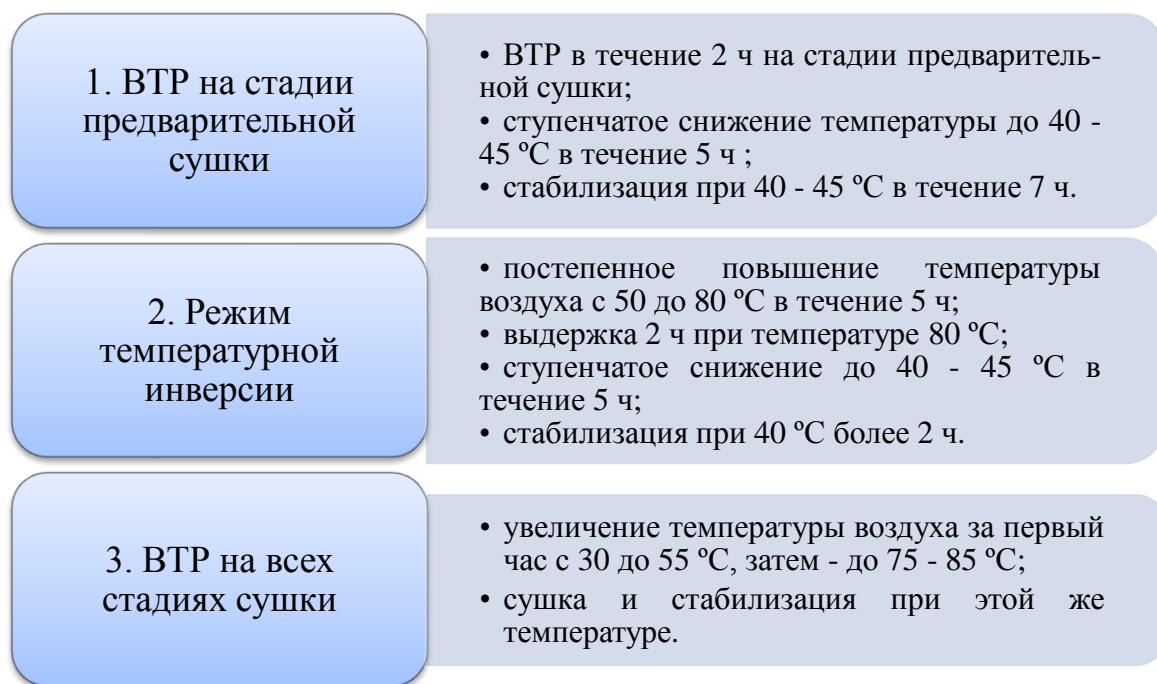 1. ВТР на стадии
предварительной
сушки
• ВТР в течение 2 ч на стадии предваритель-
ной сушки;
• ступенчатое снижение температуры до 40 -
45 ºС в течение 5 ч ;
• стабилизация при 40 - 45 ºС в течение 7 ч.
2. Режим
температурной
инверсии
• постепенное повышение температуры
воздуха с 50 до 80 ºС в течение 5 ч;
• выдержка 2 ч при температуре 80 ºС;
• ступенчатое снижение до 40 - 45 ºС в
течение 5 ч;
• стабилизация при 40 ºС более 2 ч.
3. ВТР на всех
стадиях сушки
• увеличение температуры воздуха за первый
час с 30 до 55 ºС, затем - до 75 - 85 ºС;
• сушка и стабилизация при этой же
температуре.